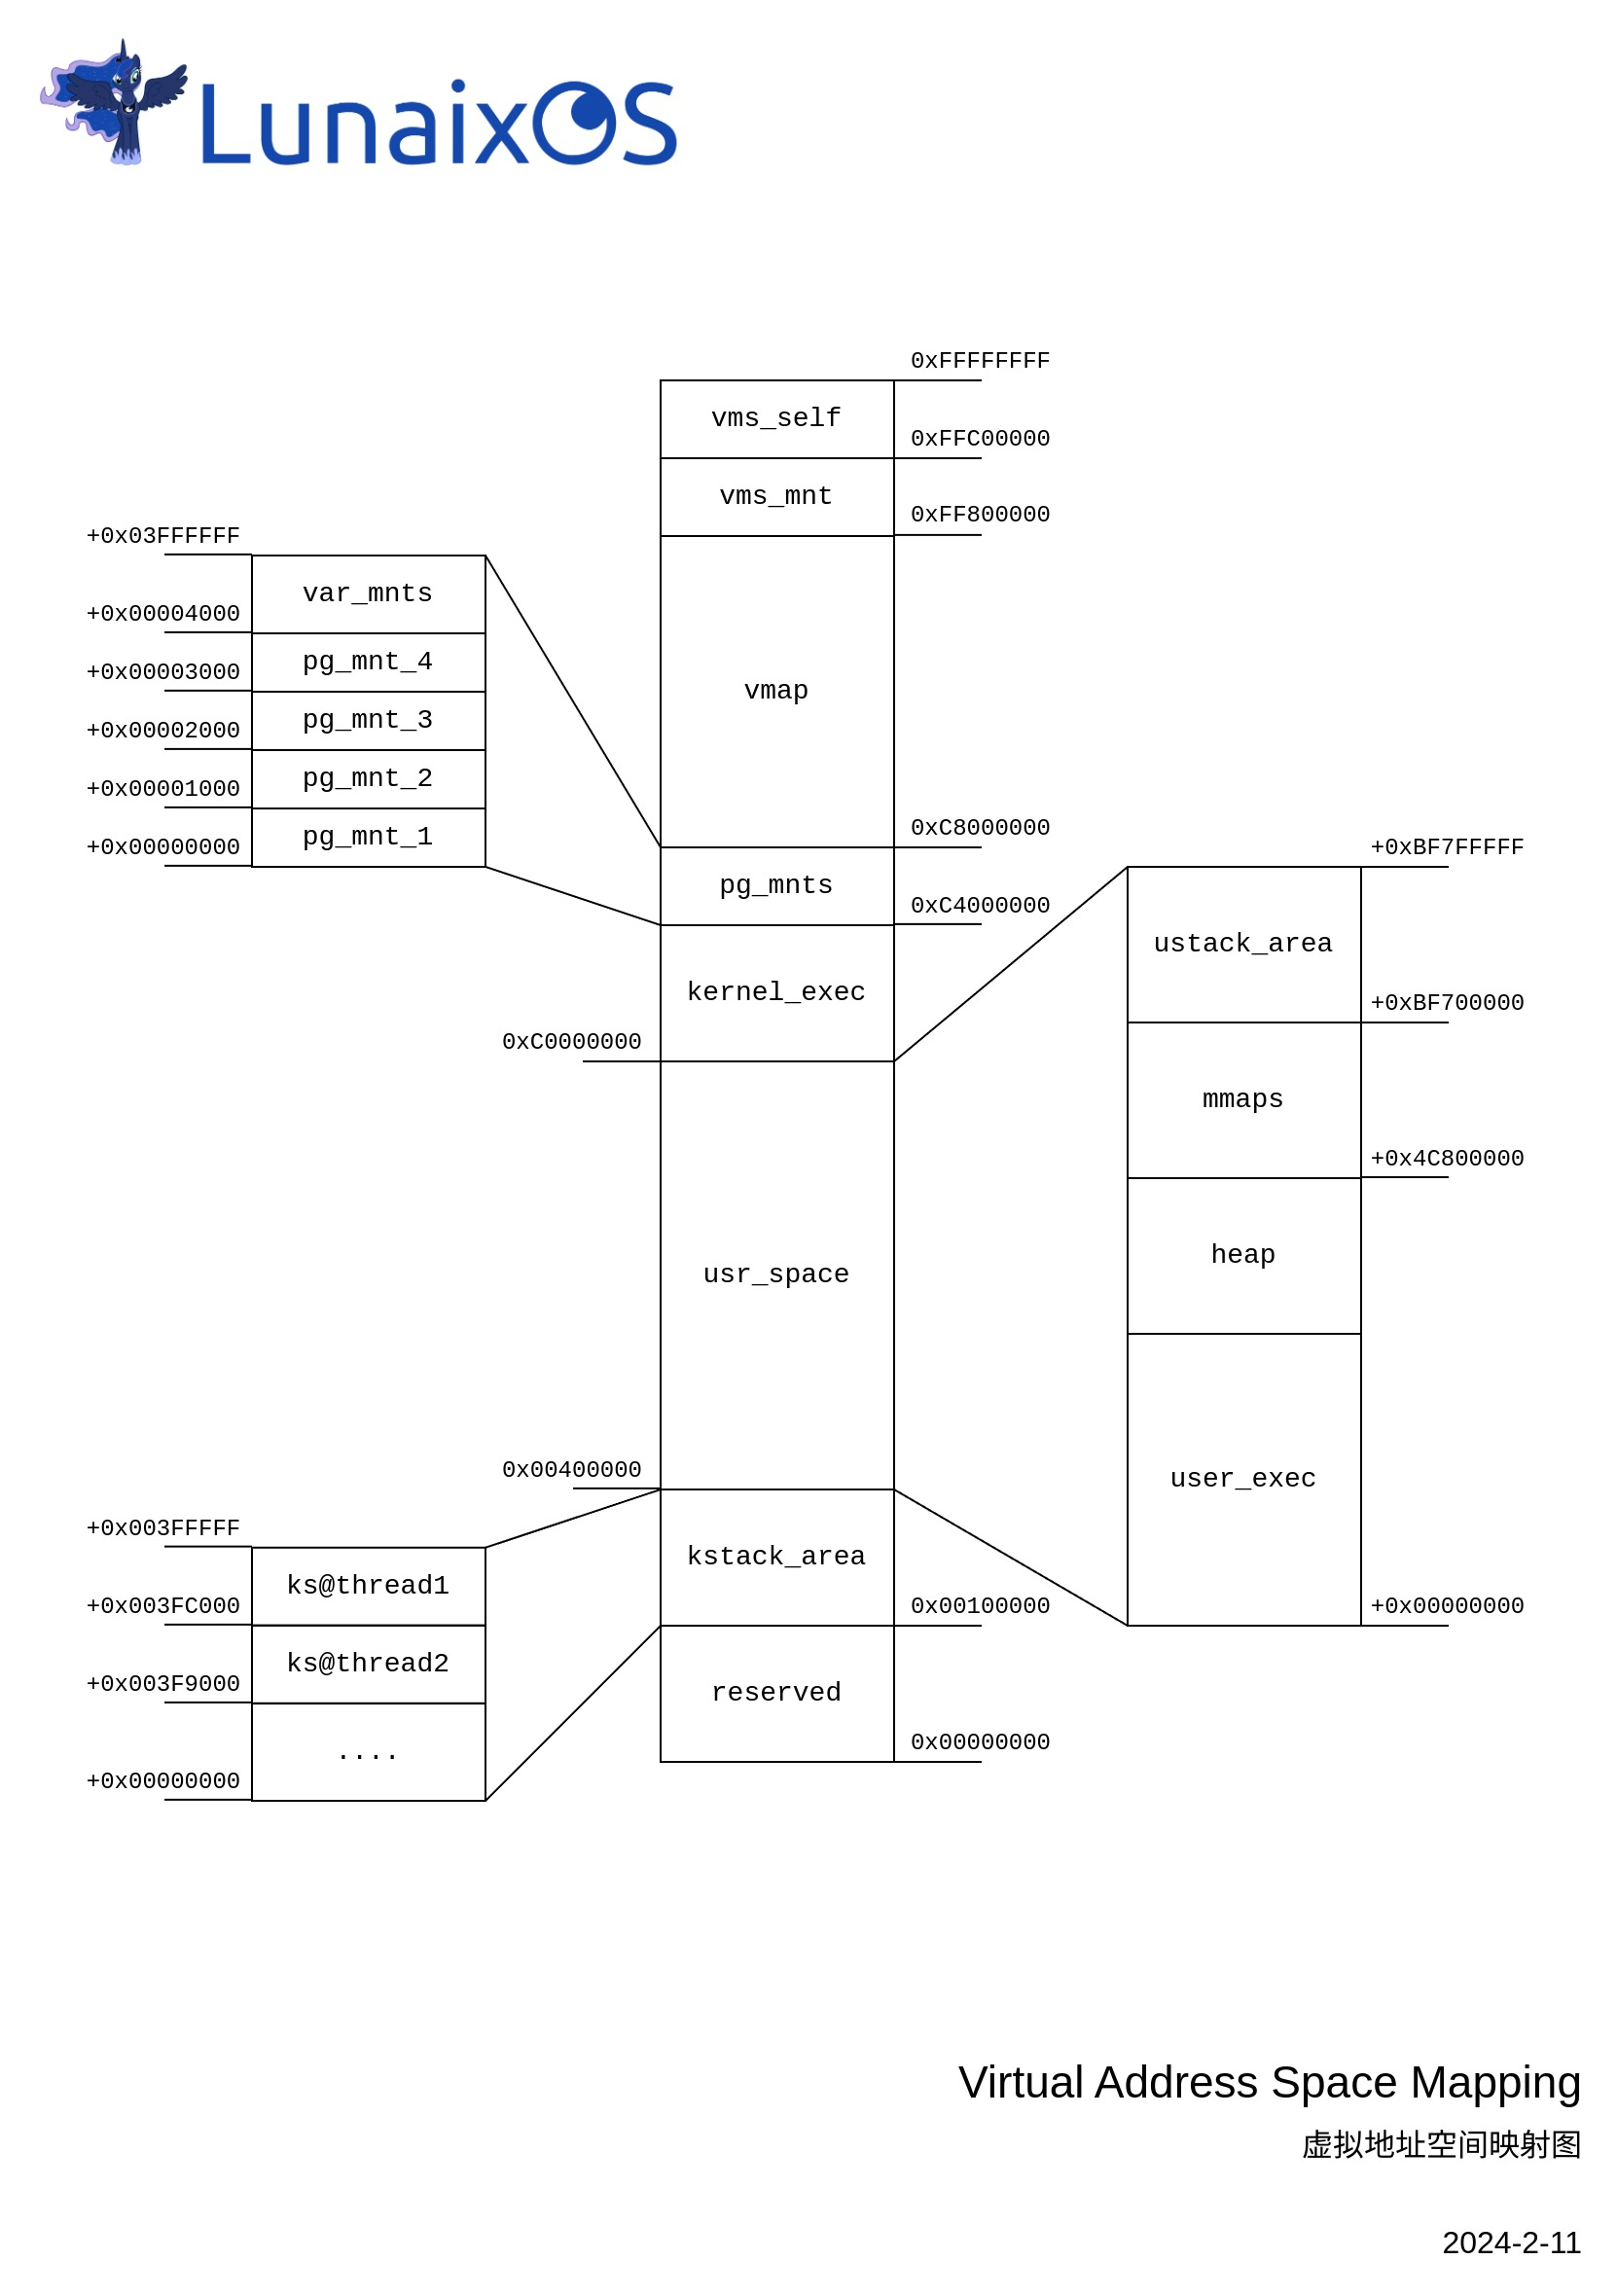 LunaixOS
0xFFFFFFFF
vms_self
0xFFC00000
vms_mnt
0xFF800000
vmap
0xC8000000
pg_mnts
0xC4000000
kernel_exec
0xC0000000
usr_space
0x00400000
kstack_area
0x00100000
reserved
0x00000000
+0x03FFFFFF
var_mnts
+0x00004000
pg_mnt_4
+0x00003000
pg_mnt_3
+0x00002000
pg_mnt_2
+0x00001000
pg_mnt_1
+0x00000000
+0x003FFFFF
ks@thread1
+0x003FC000
ks@thread2
+0x003F9000
....
+0x00000000
+0xBF7FFFFF
ustack_area
+0xBF700000
mmaps
+0x4C800000
heap
user_exec
+0x00000000
Virtual Address Space Mapping
虚拟地址空间映射图
2024-2-11